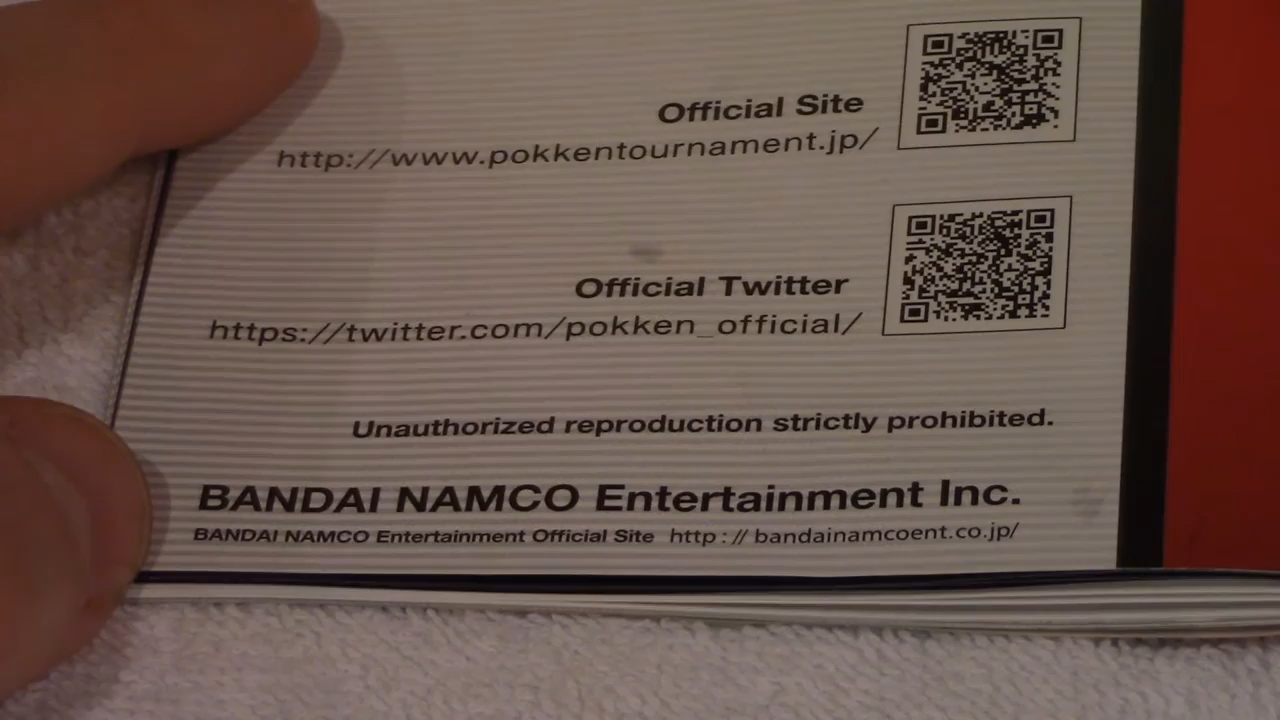 Official Site
http://www.pokkentournament.jp/
Official Twitter
https://twitter.com/pokken_official/
Unauthorized reproduction strictly prohibited.
BANDAI NAMCO Entertainment Inc.
BANDAI NAMCO Entertainment Official Site http://bandainamcoent.co.jp/